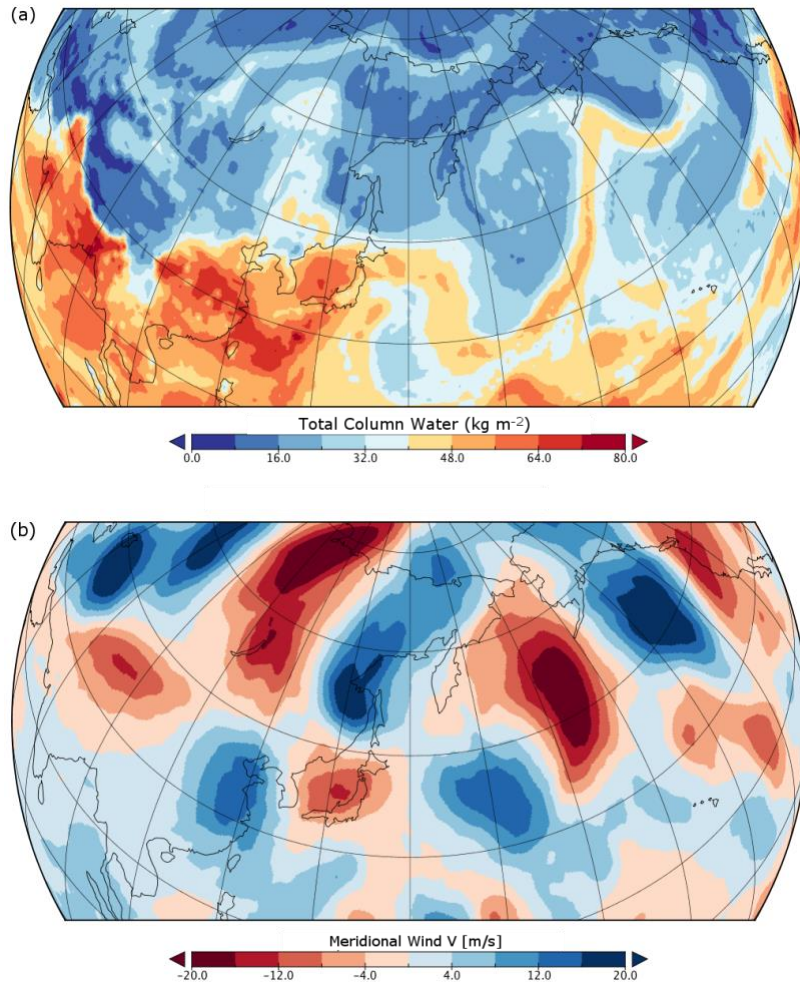 (a)
Total Column Water (kg m⁻²)
0.0 16.0 32.0 48.0 64.0 80.0
(b)
Meridional Wind V [m/s]
−20.0 −12.0 −4.0 4.0 12.0 20.0